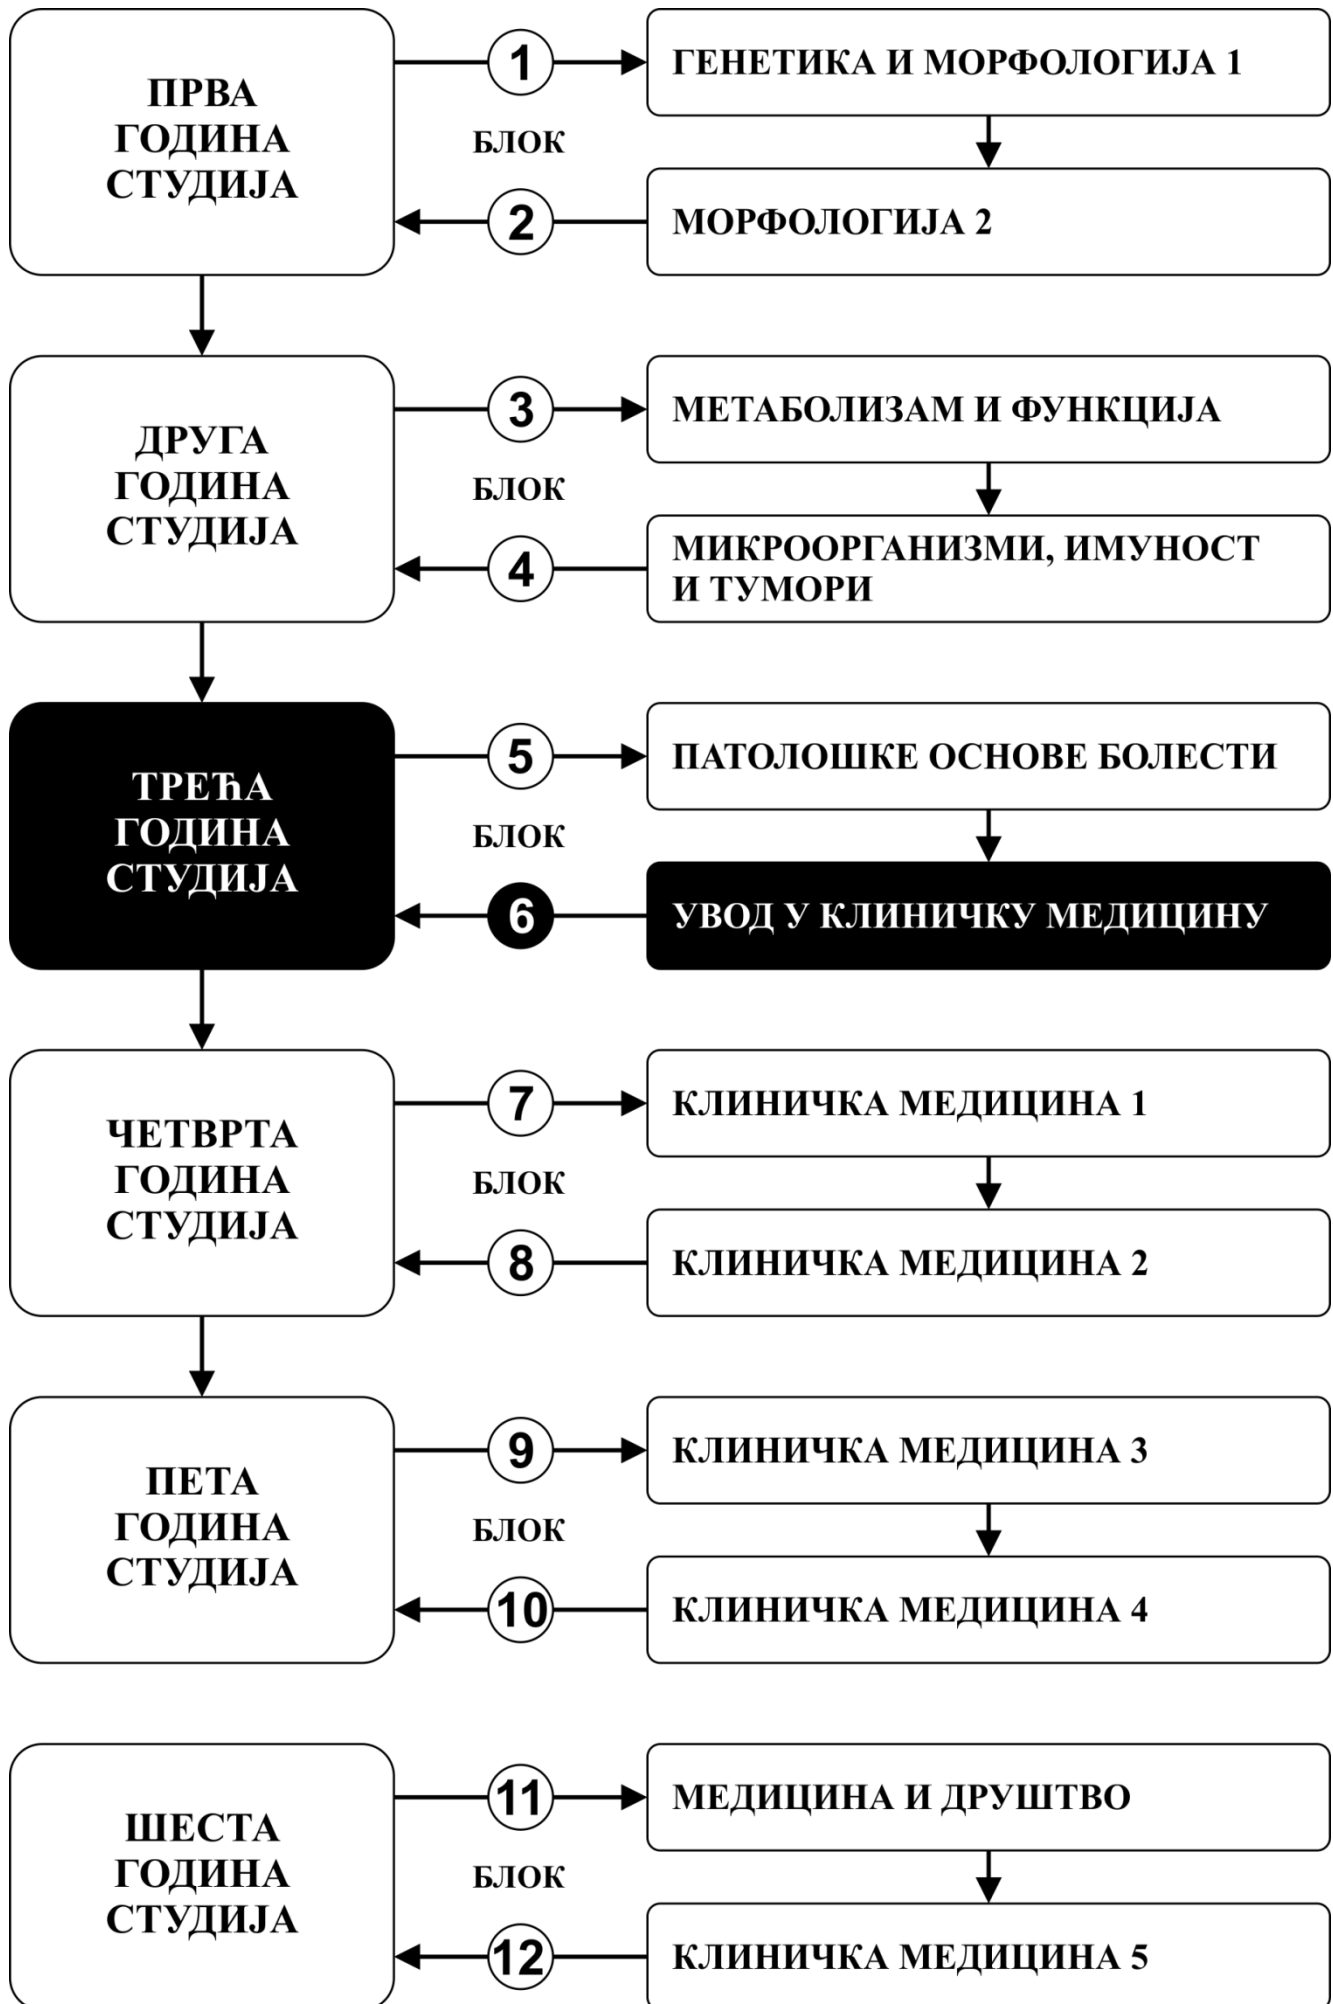 ПРВА
ГОДИНА
СТУДИЈА
1
ГЕНЕТИКА И МОРФОЛОГИЈА 1
БЛОК
2
МОРФОЛОГИЈА 2
ДРУГА
ГОДИНА
СТУДИЈА
3
МЕТАБОЛИЗАМ И ФУНКЦИЈА
БЛОК
4
МИКРООРГАНИЗМИ, ИМУНОСТ
И ТУМОРИ
ТРЕЋА
ГОДИНА
СТУДИЈА
5
ПАТОЛОШКЕ ОСНОВЕ БОЛЕСТИ
БЛОК
6
УВОД У КЛИНИЧКУ МЕДИЦИНУ
ЧЕТВРТА
ГОДИНА
СТУДИЈА
7
КЛИНИЧКА МЕДИЦИНА 1
БЛОК
8
КЛИНИЧКА МЕДИЦИНА 2
ПЕТА
ГОДИНА
СТУДИЈА
9
КЛИНИЧКА МЕДИЦИНА 3
БЛОК
10
КЛИНИЧКА МЕДИЦИНА 4
ШЕСТА
ГОДИНА
СТУДИЈА
11
МЕДИЦИНА И ДРУШТВО
БЛОК
12
КЛИНИЧКА МЕДИЦИНА 5